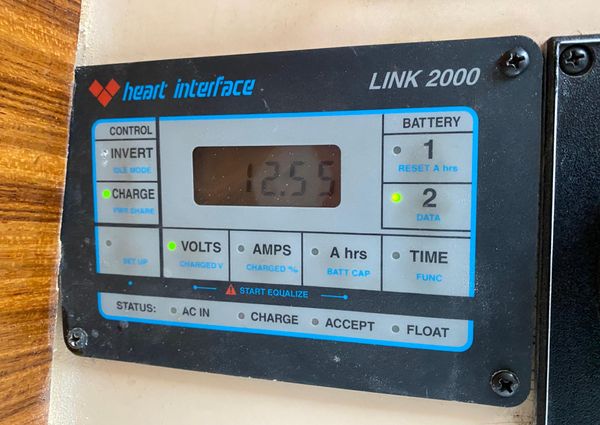 heart interface LINK 2000
CONTROL
INVERT
IDLE MODE
CHARGE
PWR SHARE
SET UP
12.55
BATTERY
1
RESET A hrs
2
DATA
VOLTS
CHARGED V
AMPS
CHARGED %
A hrs
BATT CAP
TIME
FUNC
START EQUALIZE
STATUS: AC IN CHARGE ACCEPT FLOAT